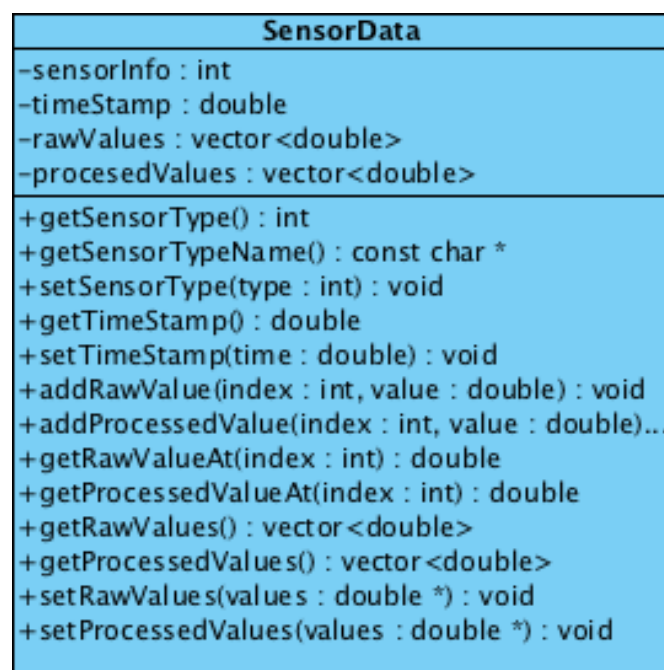 SensorData
-sensorInfo : int
-timeStamp : double
-rawValues : vector<double>
-procesedValues : vector<double>
+getSensorType() : int
+getSensorTypeName() : const char *
+setSensorType(type : int) : void
+getTimeStamp() : double
+setTimeStamp(time : double) : void
+addRawValue(index : int, value : double) : void
+addProcessedValue(index : int, value : double)...
+getRawValueAt(index : int) : double
+getProcessedValueAt(index : int) : double
+getRawValues() : vector<double>
+getProcessedValues() : vector<double>
+setRawValues(values : double *) : void
+setProcessedValues(values : double *) : void